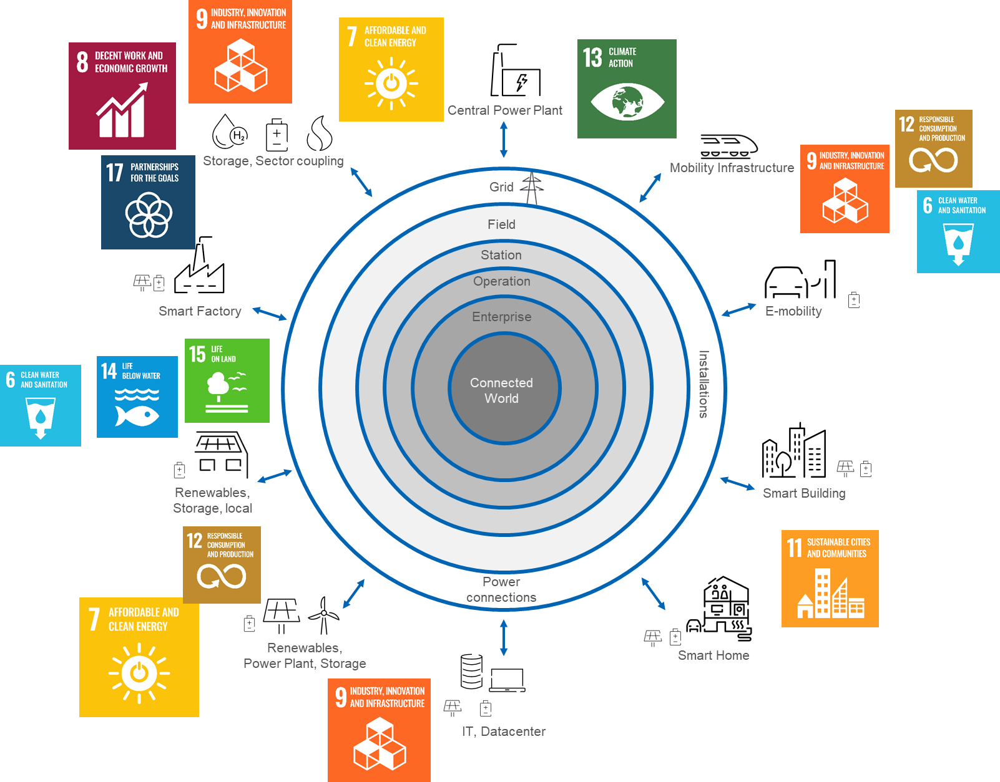 9 INDUSTRY, INNOVATION
AND INFRASTRUCTURE
7 AFFORDABLE AND
CLEAN ENERGY
8 DECENT WORK AND
ECONOMIC GROWTH
13 CLIMATE
ACTION
Central Power Plant
H₂
Storage, Sector coupling
12 RESPONSIBLE
CONSUMPTION
AND PRODUCTION
Mobility Infrastructure
9 INDUSTRY, INNOVATION
AND INFRASTRUCTURE
17 PARTNERSHIPS
FOR THE GOALS
6 CLEAN WATER
AND SANITATION
Grid
Field
Station
Operation
Enterprise
Connected
World
Installations
Power
connections
Smart Factory
E-mobility
15 LIFE
ON LAND
14 LIFE
BELOW WATER
6 CLEAN WATER
AND SANITATION
Renewables,
Storage, local
Smart Building
12 RESPONSIBLE
CONSUMPTION
AND PRODUCTION
11 SUSTAINABLE CITIES
AND COMMUNITIES
7 AFFORDABLE AND
CLEAN ENERGY
Renewables,
Power Plant, Storage
Smart Home
9 INDUSTRY, INNOVATION
AND INFRASTRUCTURE
IT, Datacenter